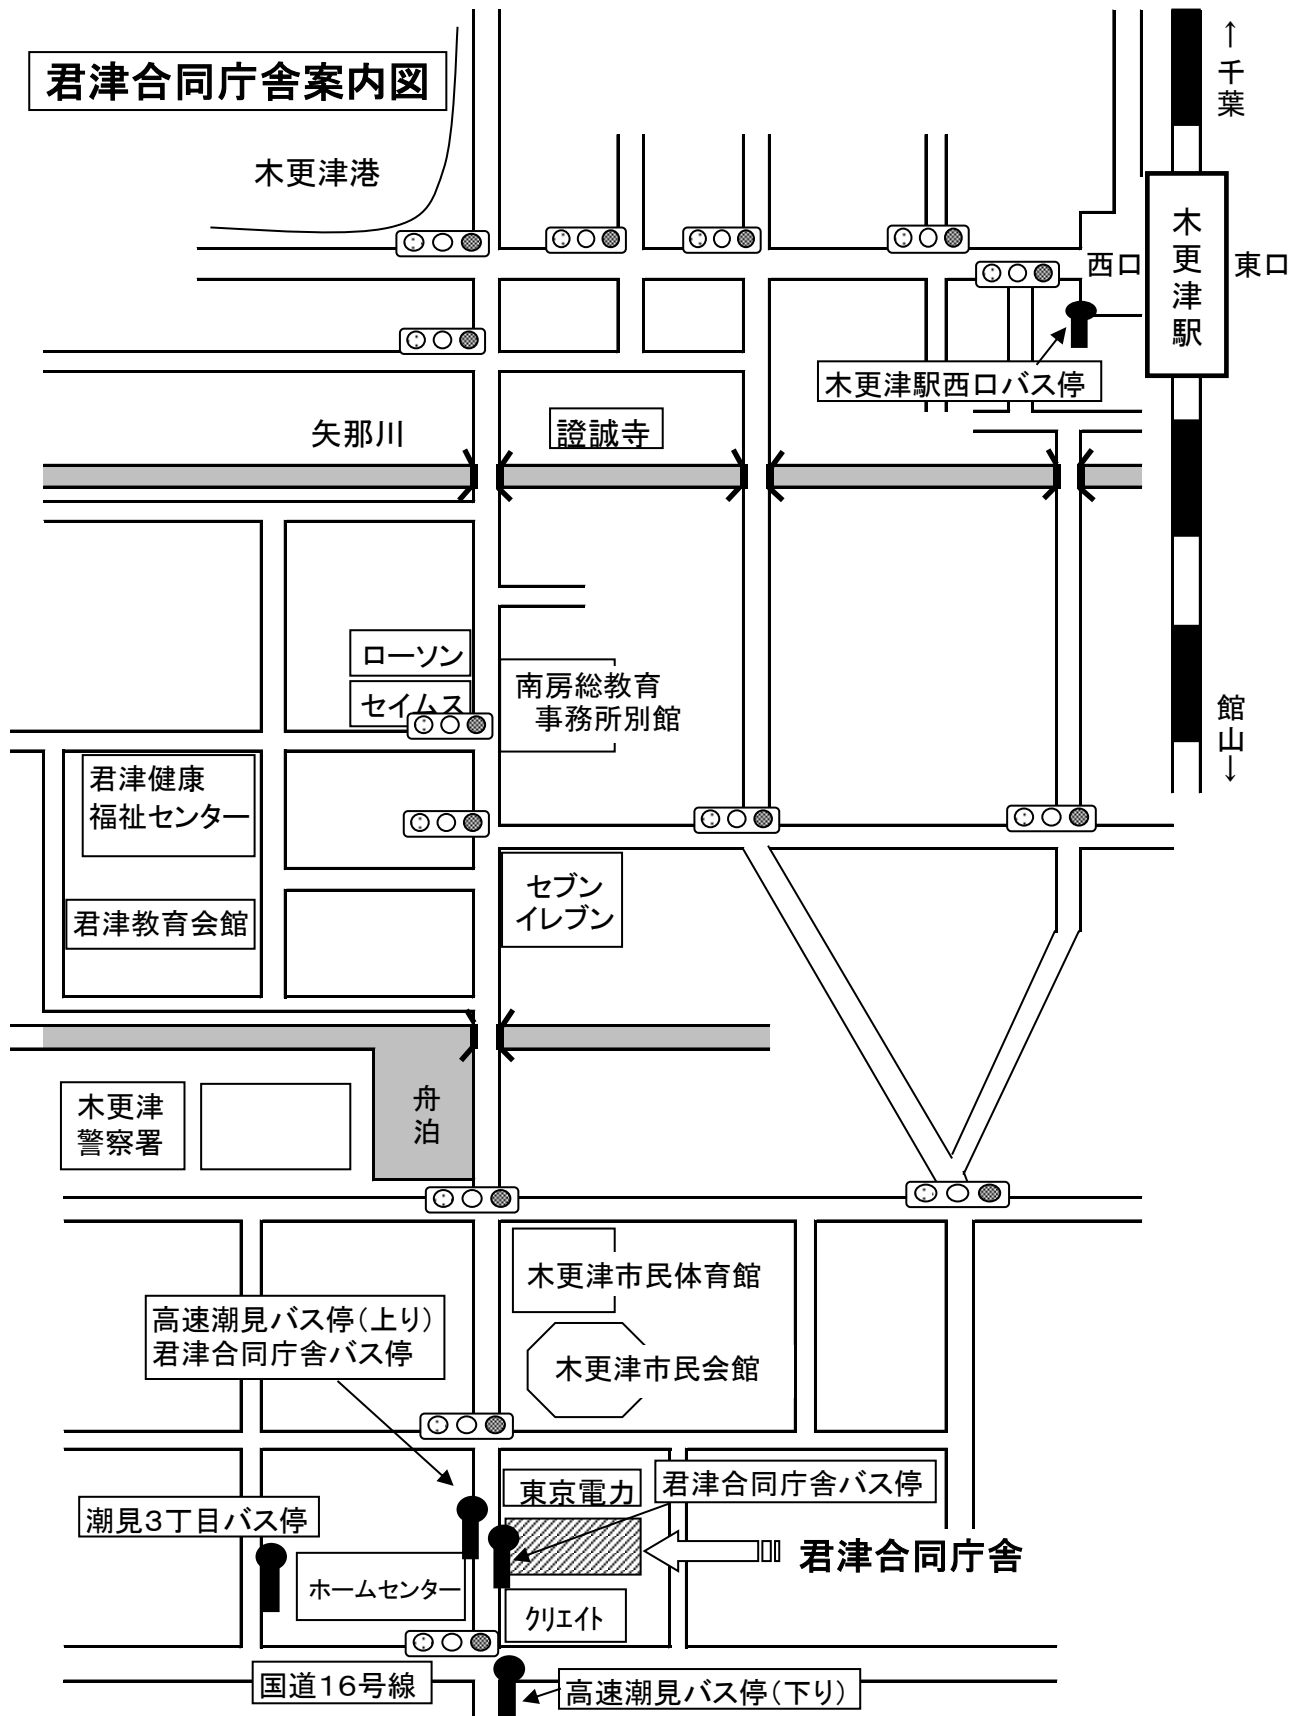 君津合同庁舎案内図
↑千葉
木更津港
木更津駅
西口
東口
木更津駅西口バス停
矢那川
證誠寺
ローソン
セイムス
南房総教育
事務所別館
館山↓
君津健康
福祉センター
君津教育会館
セブン
イレブン
舟泊
木更津
警察署
木更津市民体育館
高速潮見バス停(上り)
君津合同庁舎バス停
木更津市民会館
東京電力
君津合同庁舎バス停
潮見3丁目バス停
君津合同庁舎
ホームセンター
クリエイト
国道16号線
高速潮見バス停(下り)